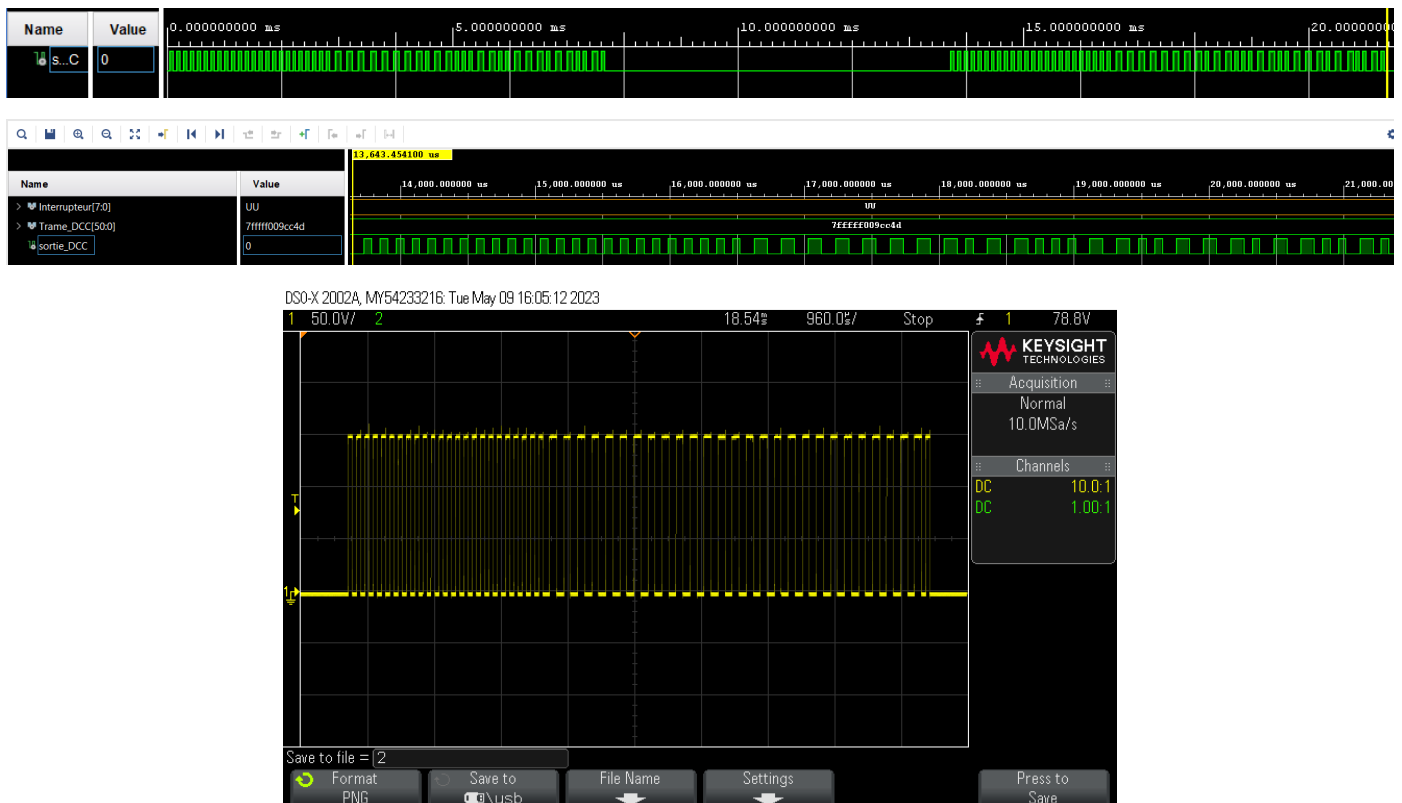 Name Value 0.000000000 ms 5.000000000 ms 10.000000000 ms 15.000000000 ms
s...C 0
13,643.454100 us
Name Value 14,000.000000 us 15,000.000000 us 16,000.000000 us 17,000.000000 us 18,000.000000 us 19,000.000000 us 20,000.000000 us
> Interrupteur[7:0] UU UU
> Trame_DCC[50:0] 7fffff009cc4d 7fffff009cc4d
sortie_DCC 0
DSO-X 2002A, MY54233216: Tue May 09 16:05:12 2023
1 50.0V/ 2 18.54ms 960.0us/ Stop 1 78.8V
KEYSIGHT
TECHNOLOGIES
Acquisition
Normal
10.0MSa/s
Channels
DC 10.0:1
DC 1.00:1
T
1
Save to file = 2
Format Save to File Name Settings Press to
PNG \usb Save